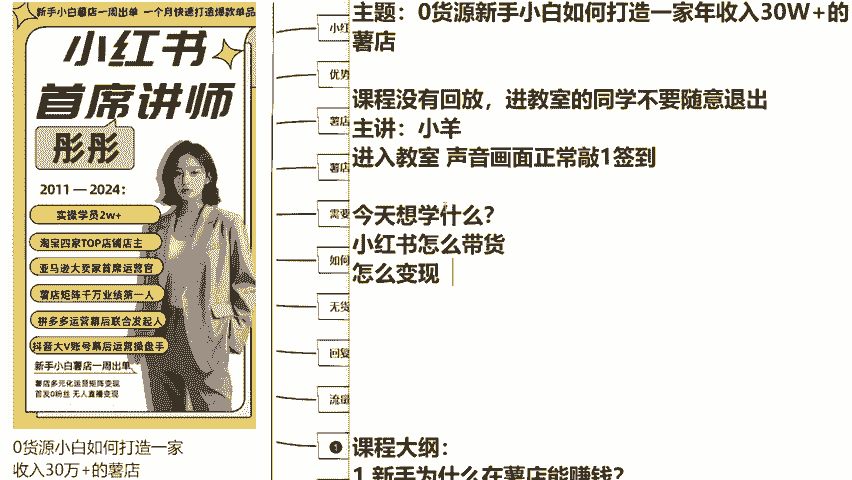 新手小白薯店一周出单 一个月快速打造爆款单品
小红书
首席讲师
彤彤
2011 — 2024：
实操学员2w+
淘宝四家TOP店铺店主
亚马逊大卖家首席运营官
薯店矩阵千万业绩第一人
拼多多运营幕后联合发起人
抖音大V账号幕后运营操盘手
新手小白薯店一周出单
薯店多元化运营矩阵变现
首发0粉丝 无人直播变现
0货源小白如何打造一家
收入30万+的薯店
小红
优势
薯店
薯店
需要
如何
无货
回复
流量
1
主题：0货源新手小白如何打造一家年收入30W+的
薯店
课程没有回放，进教室的同学不要随意退出
主讲：小羊
进入教室 声音画面正常敲1签到
今天想学什么？
小红书怎么带货
怎么变现
课程大纲：
1.新手为什么在薯店能赚钱？